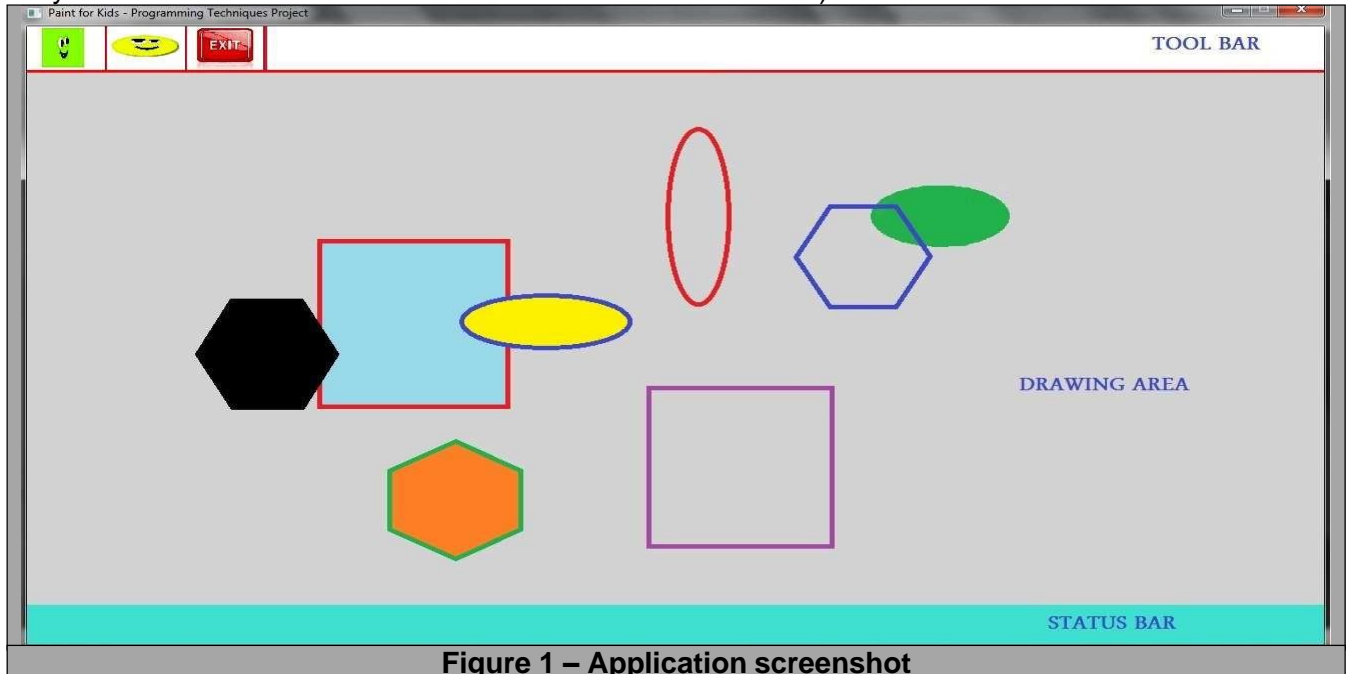 Paint for Kids - Programming Techniques Project
EXIT
TOOL BAR
DRAWING AREA
STATUS BAR
Figure 1 – Application screenshot